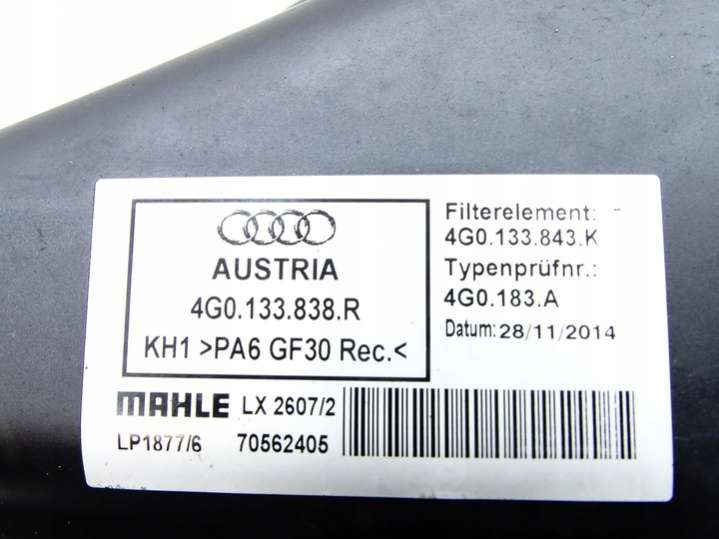 AUSTRIA
4G0.133.838.R
KH1 >PA6 GF30 Rec.<
Filterelement:
4G0.133.843.K
Typenprüfnr.:
4G0.183.A
Datum: 28/11/2014
MAHLE LX 2607/2
LP1877/6 70562405